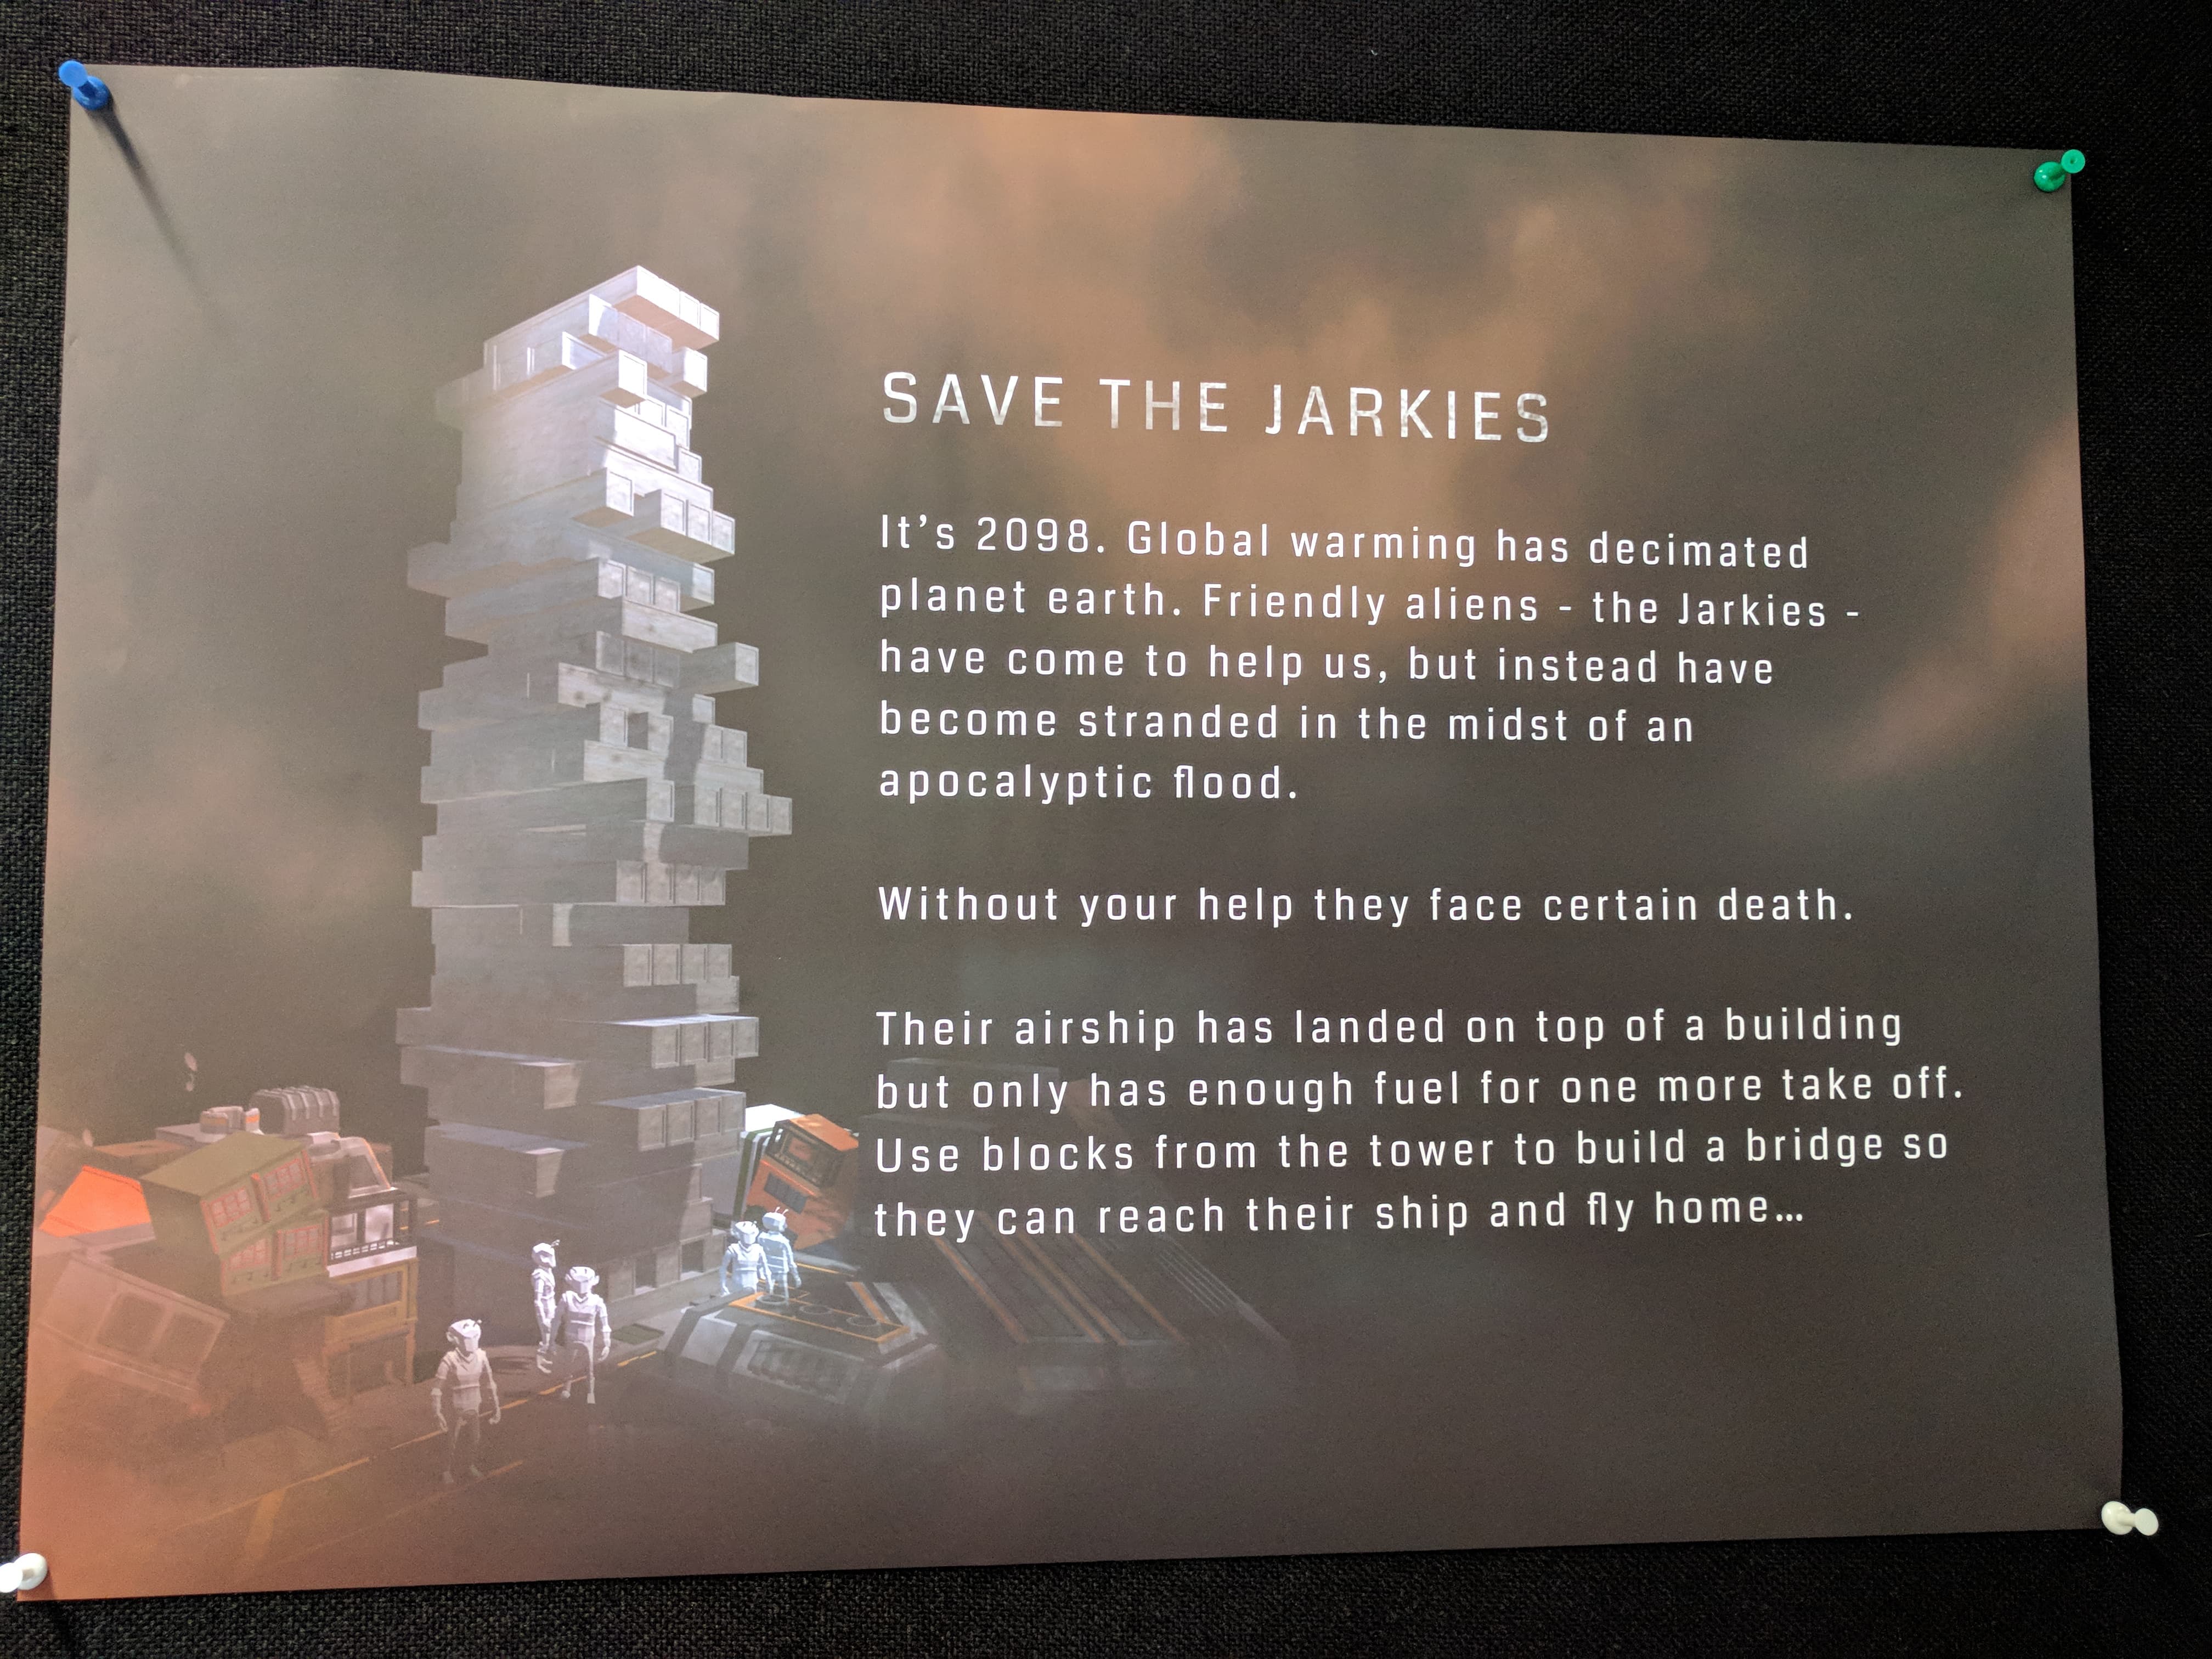 SAVE THE JARKIES
It's 2098. Global warming has decimated
planet earth. Friendly aliens - the Jarkies -
have come to help us, but instead have
become stranded in the midst of an
apocalyptic flood.
Without your help they face certain death.
Their airship has landed on top of a building
but only has enough fuel for one more take off.
Use blocks from the tower to build a bridge so
they can reach their ship and fly home...